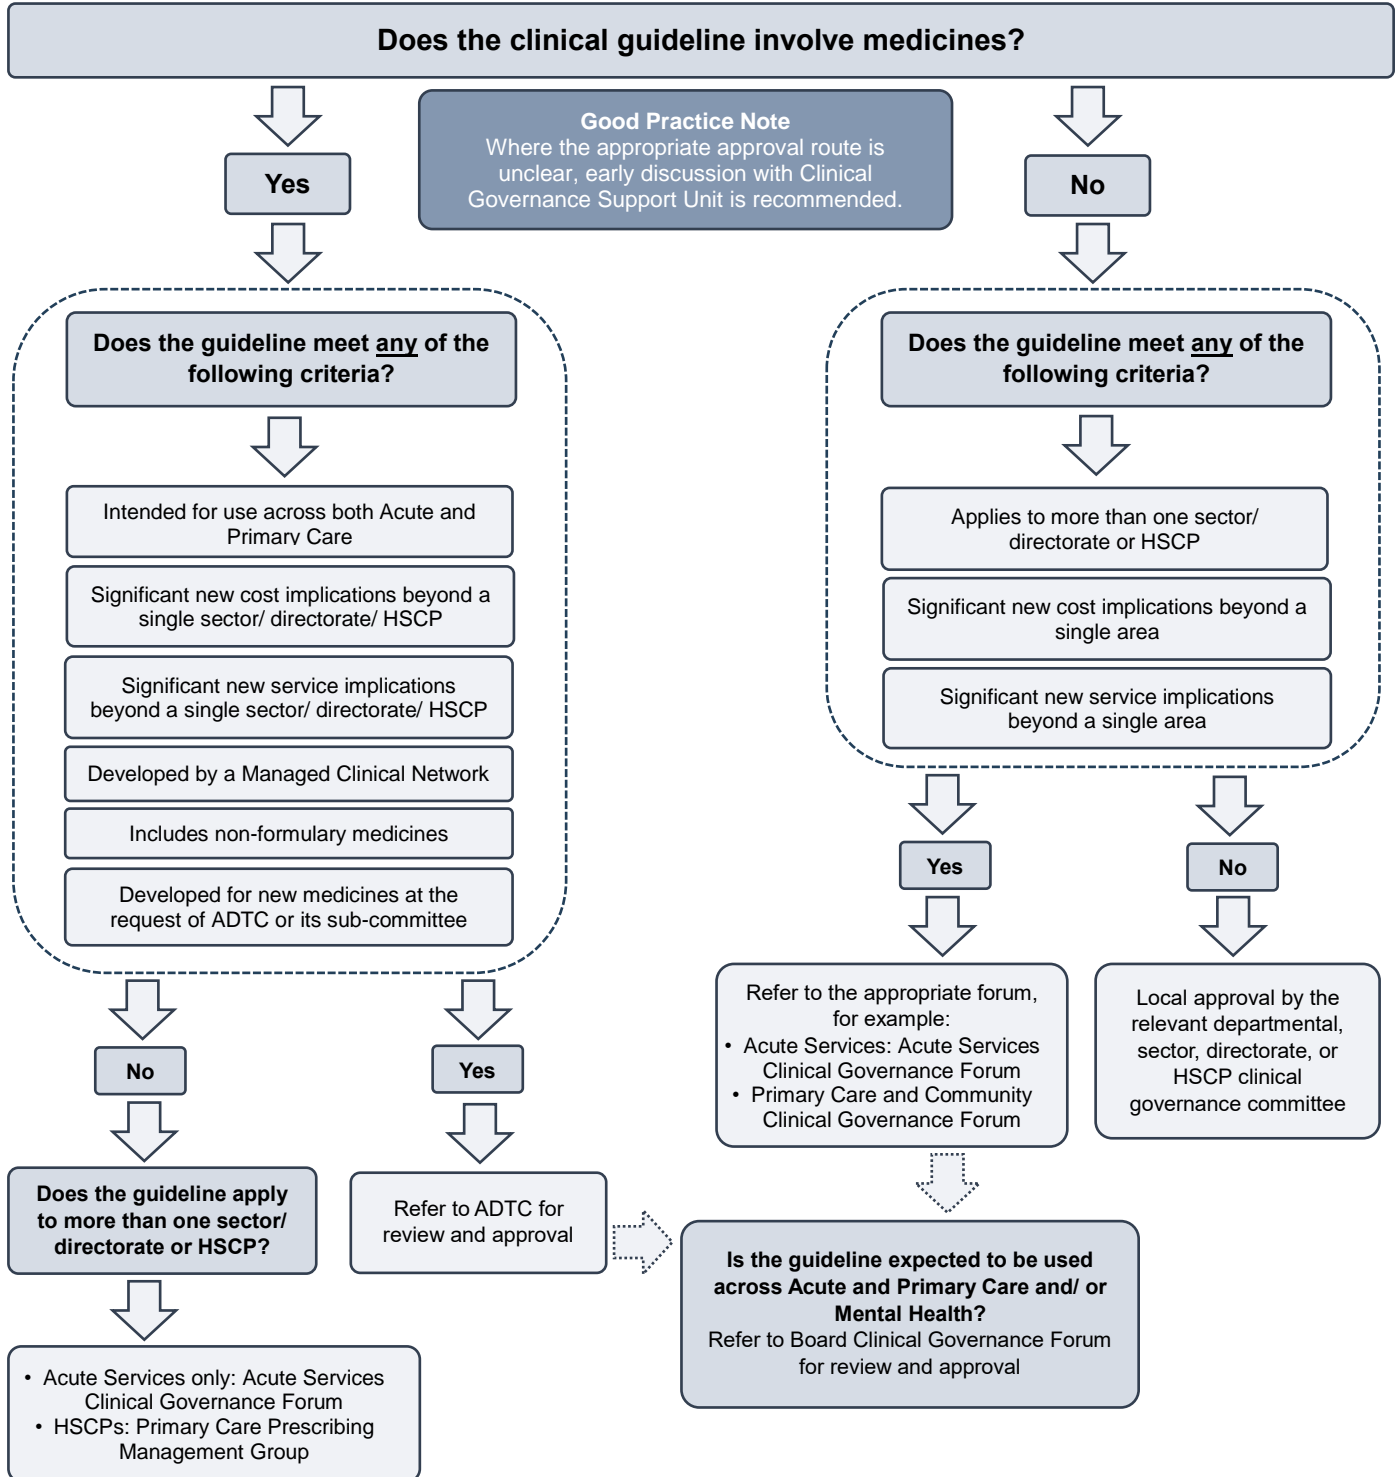 Does the clinical guideline involve medicines?
Good Practice Note
Where the appropriate approval route is
unclear, early discussion with Clinical
Governance Support Unit is recommended.
Yes
No
Does the guideline meet any of the
following criteria?
Intended for use across both Acute and
Primary Care
Significant new cost implications beyond a
single sector/ directorate/ HSCP
Significant new service implications
beyond a single sector/ directorate/ HSCP
Developed by a Managed Clinical Network
Includes non-formulary medicines
Developed for new medicines at the
request of ADTC or its sub-committee
Does the guideline meet any of the
following criteria?
Applies to more than one sector/
directorate or HSCP
Significant new cost implications beyond a
single area
Significant new service implications
beyond a single area
No
Yes
Yes
No
Does the guideline apply
to more than one sector/
directorate or HSCP?
Refer to ADTC for
review and approval
Refer to the appropriate forum,
for example:
• Acute Services: Acute Services
Clinical Governance Forum
• Primary Care and Community
Clinical Governance Forum
Local approval by the
relevant departmental,
sector, directorate, or
HSCP clinical
governance committee
Is the guideline expected to be used
across Acute and Primary Care and/ or
Mental Health?
Refer to Board Clinical Governance Forum
for review and approval
• Acute Services only: Acute Services
Clinical Governance Forum
• HSCPs: Primary Care Prescribing
Management Group